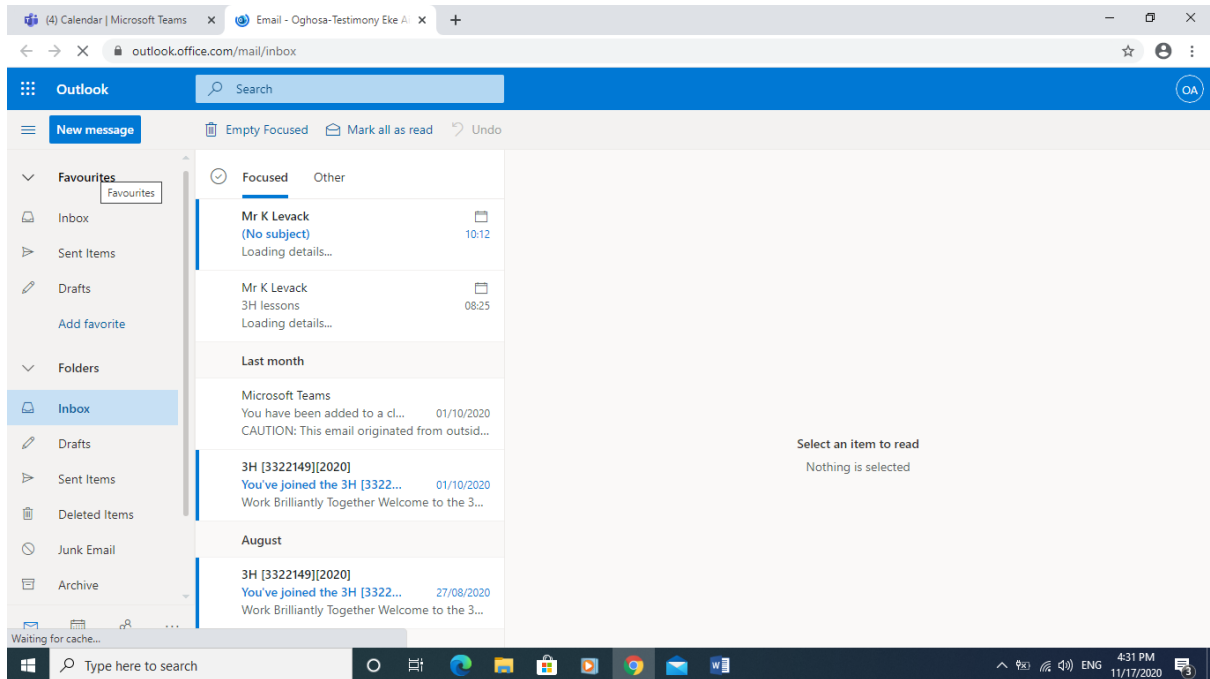 (4) Calendar | Microsoft Teams
Email - Oghosa-Testimony Eke A
outlook.office.com/mail/inbox
Outlook
Search
OA
New message
Empty Focused
Mark all as read
Undo
Favourites
Favourites
Inbox
Sent Items
Drafts
Add favorite
Folders
Inbox
Drafts
Sent Items
Deleted Items
Junk Email
Archive
Focused
Other
Mr K Levack
(No subject) 10:12
Loading details...
Mr K Levack
3H lessons 08:25
Loading details...
Last month
Microsoft Teams
You have been added to a cl... 01/10/2020
CAUTION: This email originated from outsid...
3H [3322149][2020]
You've joined the 3H [3322... 01/10/2020
Work Brilliantly Together Welcome to the 3...
August
3H [3322149][2020]
You've joined the 3H [3322... 27/08/2020
Work Brilliantly Together Welcome to the 3...
Select an item to read
Nothing is selected
Waiting for cache...
Type here to search
ENG
4:31 PM
11/17/2020
3